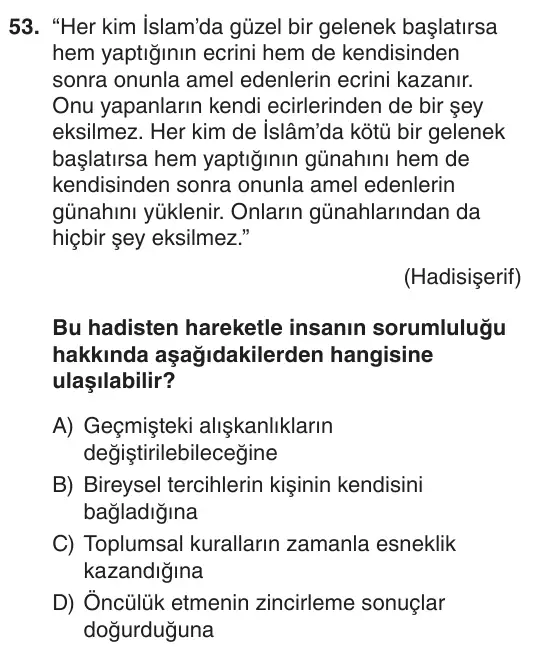 53. “Her kim İslam’da güzel bir gelenek başlatırsa
hem yaptığının ecrini hem de kendisinden
sonra onunla amel edenlerin ecrini kazanır.
Onu yapanların kendi ecirlerinden de bir şey
eksilmez. Her kim de İslâm’da kötü bir gelenek
başlatırsa hem yaptığının günahını hem de
kendisinden sonra onunla amel edenlerin
günahını yüklenir. Onların günahlarından da
hiçbir şey eksilmez.”
(Hadisişerif)
Bu hadisten hareketle insanın sorumluluğu
hakkında aşağıdakilerden hangisine
ulaşılabilir?
A) Geçmişteki alışkanlıkların
değiştirilebileceğine
B) Bireysel tercihlerin kişinin kendisini
bağladığına
C) Toplumsal kuralların zamanla esneklik
kazandığına
D) Öncülük etmenin zincirleme sonuçlar
doğurduğuna